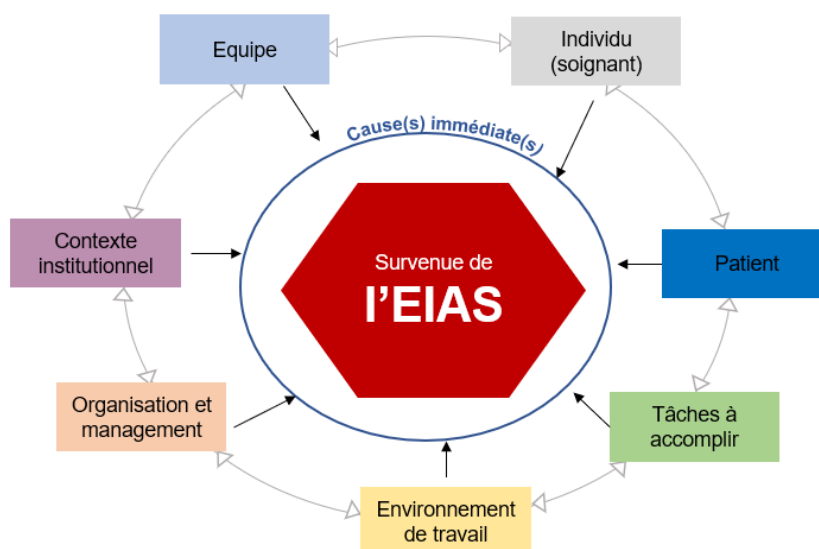 Equipe
Individu
(soignant)
Cause(s) immédiate(s)
Contexte
institutionnel
Survenue de
l'EIAS
Patient
Organisation et
management
Tâches à
accomplir
Environnement
de travail